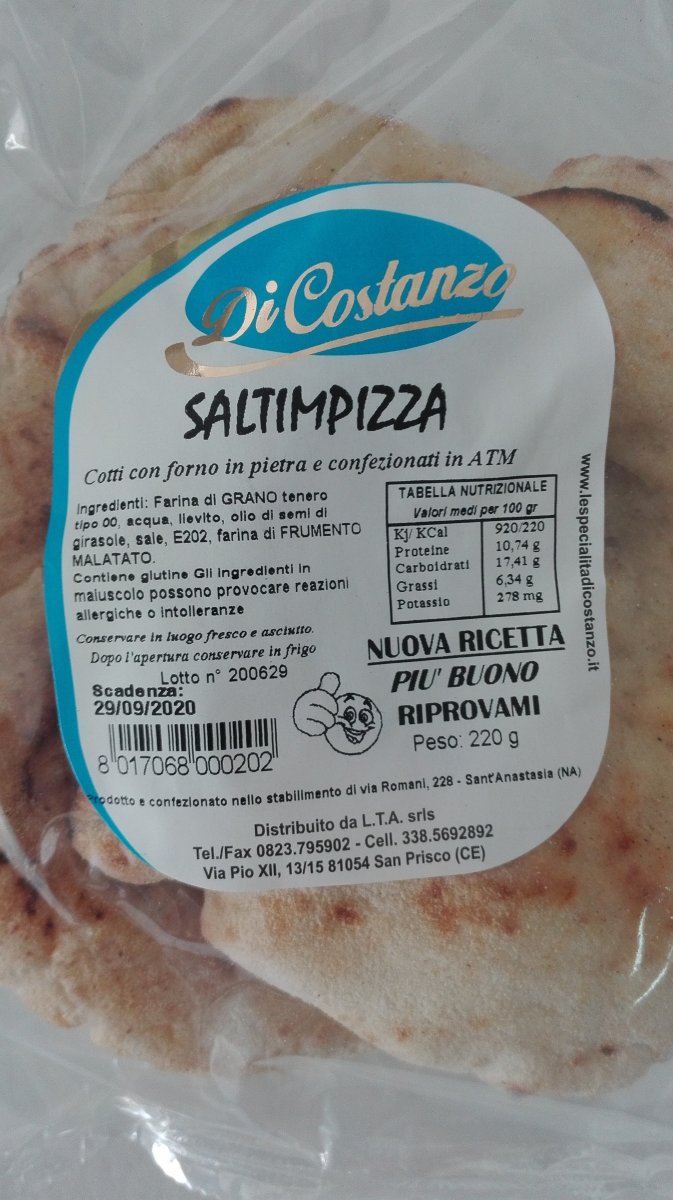 Di Costanzo
SALTIMPIZZA
Cotti con forno in pietra e confezionati in ATM
Ingredienti: Farina di GRANO tenero
tipo 00, acqua, lievito, olio di semi di
girasole, sale, E202, farina di FRUMENTO
MALATATO.
Contiene glutine Gli ingredienti in
maiuscolo possono provocare reazioni
allergiche o intolleranze
Conservare in luogo fresco e asciutto.
Dopo l'apertura conservare in frigo
Lotto n° 200629
Scadenza:
29/09/2020
8 017068 000202
TABELLA NUTRIZIONALE
Valori medi per 100 gr
Kj/ KCal 920/220
Proteine 10,74 g
Carboidrati 17,41 g
Grassi 6,34 g
Potassio 278 mg
NUOVA RICETTA
PIU' BUONO
RIPROVAMI
Peso: 220 g
www.lespecialitadicostanzo.it
Prodotto e confezionato nello stabilimento di via Romani, 228 - Sant'Anastasia (NA)
Distribuito da L.T.A. srls
Tel./Fax 0823.795902 - Cell. 338.5692892
Via Pio XII, 13/15 81054 San Prisco (CE)